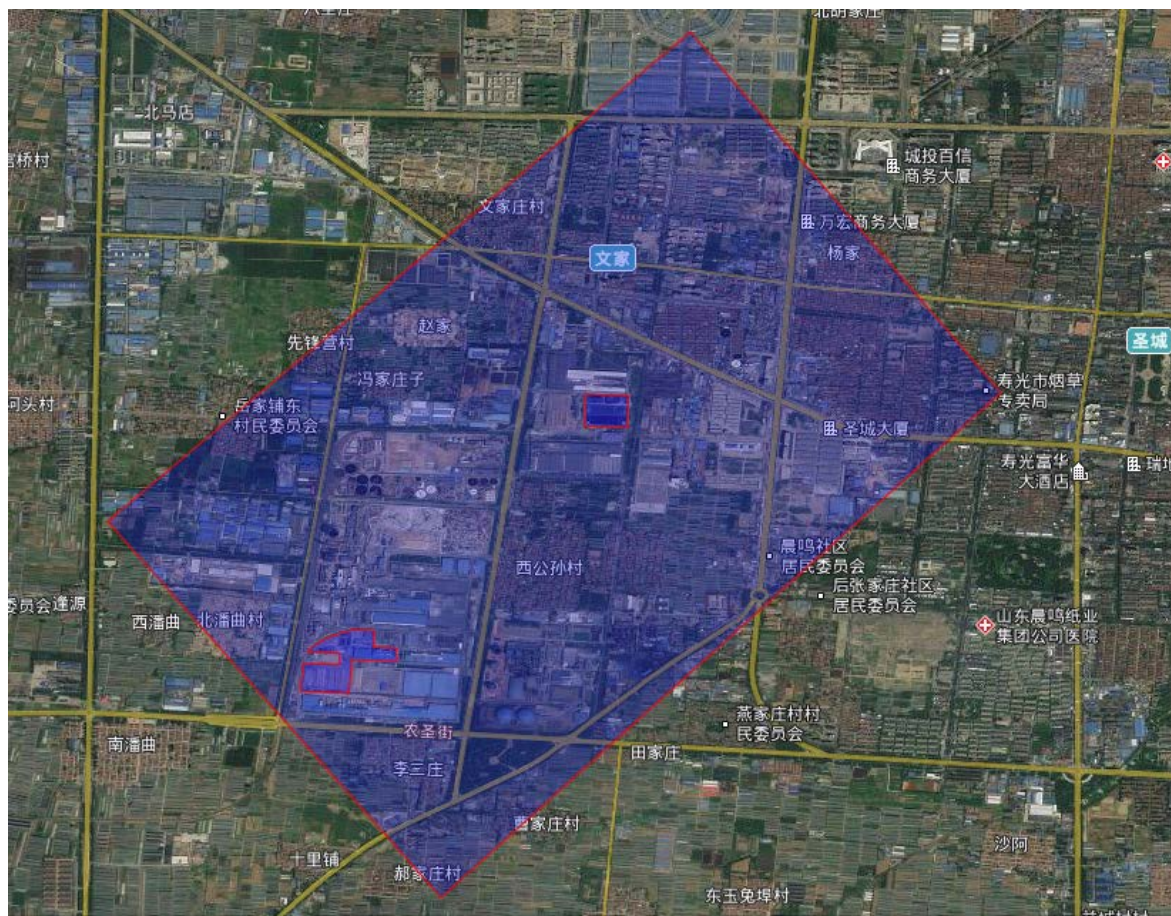 北马店
城投百信
商务大厦
文家庄村
万宏商务大厦
文家
杨家
赵家
先锋营村
圣城
冯家庄子
寿光市烟草
专卖局
河头村
岳家铺东
村民委员会
圣城大厦
寿光富华
大酒店
晨鸣社区
居民委员会
西公孙村
后张家庄社区
居民委员会
委员会逢源
西潘曲
北潘曲村
山东晨鸣纸业
集团公司医院
燕家庄村村
民委员会
农圣街
南潘曲
田家庄
李三庄
曹家庄村
十里铺
沙阿
郝家庄村
东玉兔埠村